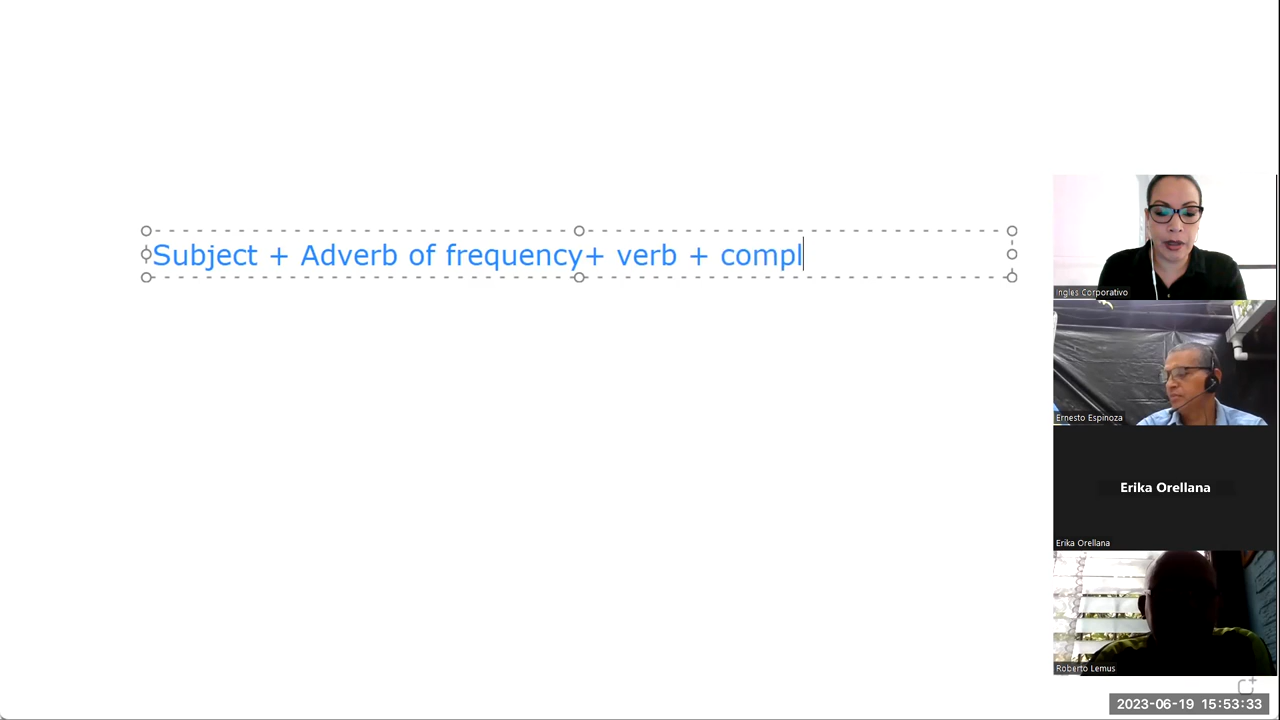 Subject + Adverb of frequency+ verb + compl
Ingles Corporativo
Ernesto Espinoza
Erika Orellana
Erika Orellana
Roberto Lemus
2023-06-19 15:53:33